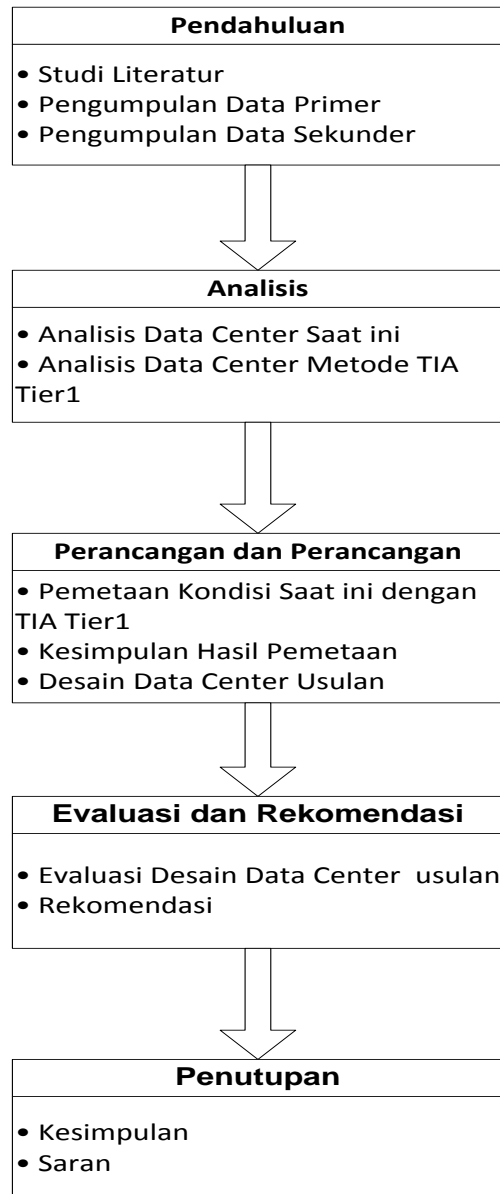 Pendahuluan
• Studi Literatur
• Pengumpulan Data Primer
• Pengumpulan Data Sekunder
Analisis
• Analisis Data Center Saat ini
• Analisis Data Center Metode TIA
Tier1
Perancangan dan Perancangan
• Pemetaan Kondisi Saat ini dengan
TIA Tier1
• Kesimpulan Hasil Pemetaan
• Desain Data Center Usulan
Evaluasi dan Rekomendasi
• Evaluasi Desain Data Center usulan
• Rekomendasi
Penutupan
• Kesimpulan
• Saran